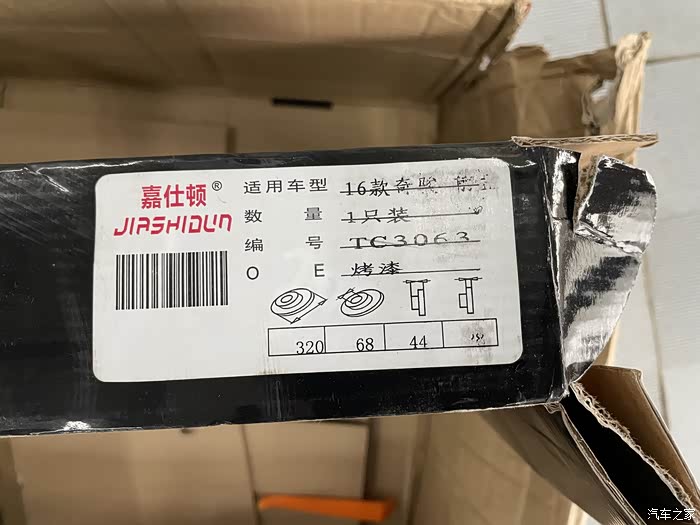 嘉仕顿®
JIASHIDUN
适用车型 16款奇骏
数 量 1只装
编 号 TC3063
O E 烤漆
320 68 44
汽车之家